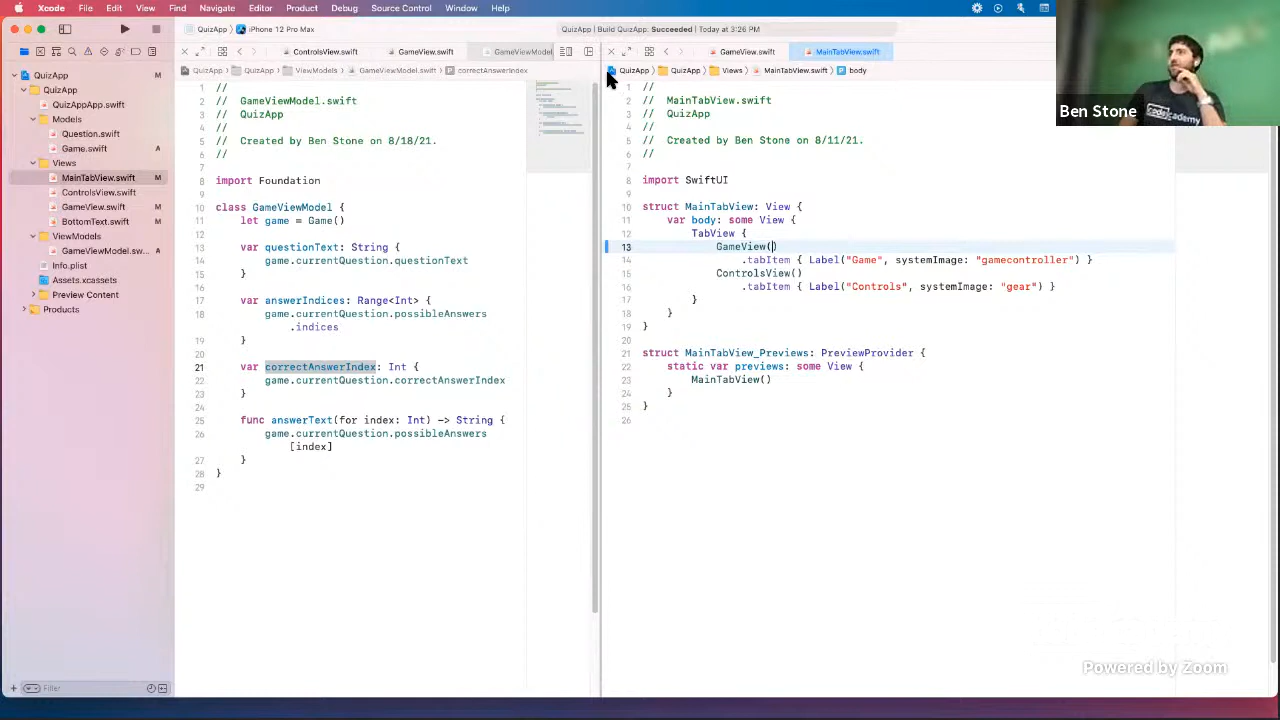 Xcode File Edit View Find Navigate Editor Product Debug Source Control Window Help
QuizApp iPhone 12 Pro Max QuizApp | Build QuizApp: Succeeded | Today at 3:26 PM
ControlsView.swift GameView.swift GameViewModel
GameView.swift MainTabView.swift
QuizApp QuizApp ViewModels GameViewModel.swift correctAnswerIndex
QuizApp QuizApp Views MainTabView.swift body
QuizApp M
QuizApp
QuizAppApp.swift
Models
Question.swift
Game.swift A
Views
MainTabView.swift M
ControlsView.swift
GameView.swift A
BottomText.swift A
ViewModels
Info.plist
Assets.xcassets
Preview Content
Products
Filter
1 //
2 // GameViewModel.swift
3 // QuizApp
4 //
5 // Created by Ben Stone on 8/18/21.
6 //
7
8 import Foundation
9
10 class GameViewModel {
11 let game = Game()
12
13 var questionText: String {
14 game.currentQuestion.questionText
15 }
16
17 var answerIndices: Range<Int> {
18 game.currentQuestion.possibleAnswers
.indices
19 }
20
21 var correctAnswerIndex: Int {
22 game.currentQuestion.correctAnswerIndex
23 }
24
25 func answerText(for index: Int) -> String {
26 game.currentQuestion.possibleAnswers
[index]
27 }
28 }
29
1 //
2 // MainTabView.swift
3 // QuizApp
4 //
5 // Created by Ben Stone on 8/11/21.
6 //
7
8 import SwiftUI
9
10 struct MainTabView: View {
11 var body: some View {
12 TabView {
13 GameView()
14 .tabItem { Label("Game", systemImage: "gamecontroller") }
15 ControlsView()
16 .tabItem { Label("Controls", systemImage: "gear") }
17 }
18 }
19 }
20
21 struct MainTabView_Previews: PreviewProvider {
22 static var previews: some View {
23 MainTabView()
24 }
25 }
26
Ben Stone
Powered by Zoom